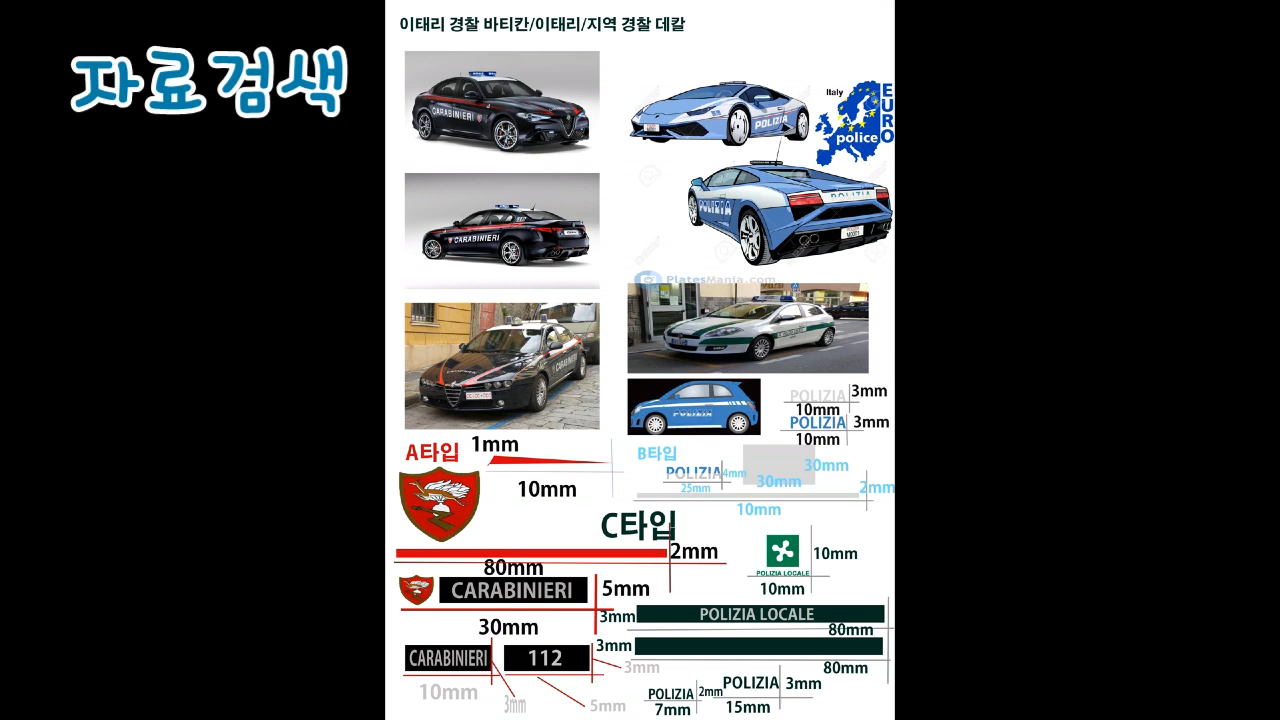 자료검색
이태리 경찰 바티칸/이태리/지역 경찰 데칼
CARABINIERI
POLIZIA
Italy
EURO
police
CARABINIERI
POLIZIA
POLIZIA
PlatesMania.com
CARABINIERI
POLIZIA
POLIZIA
3mm
10mm
POLIZIA
3mm
10mm
A타입
1mm
10mm
B타입
POLIZIA
4mm
25mm
30mm
30mm
2mm
10mm
C타입
2mm
80mm
10mm
POLIZIA LOCALE
10mm
CARABINIERI
5mm
30mm
3mm
POLIZIA LOCALE
80mm
3mm
80mm
CARABINIERI
112
3mm
10mm
3mm
5mm
POLIZIA
2mm
7mm
POLIZIA
3mm
15mm